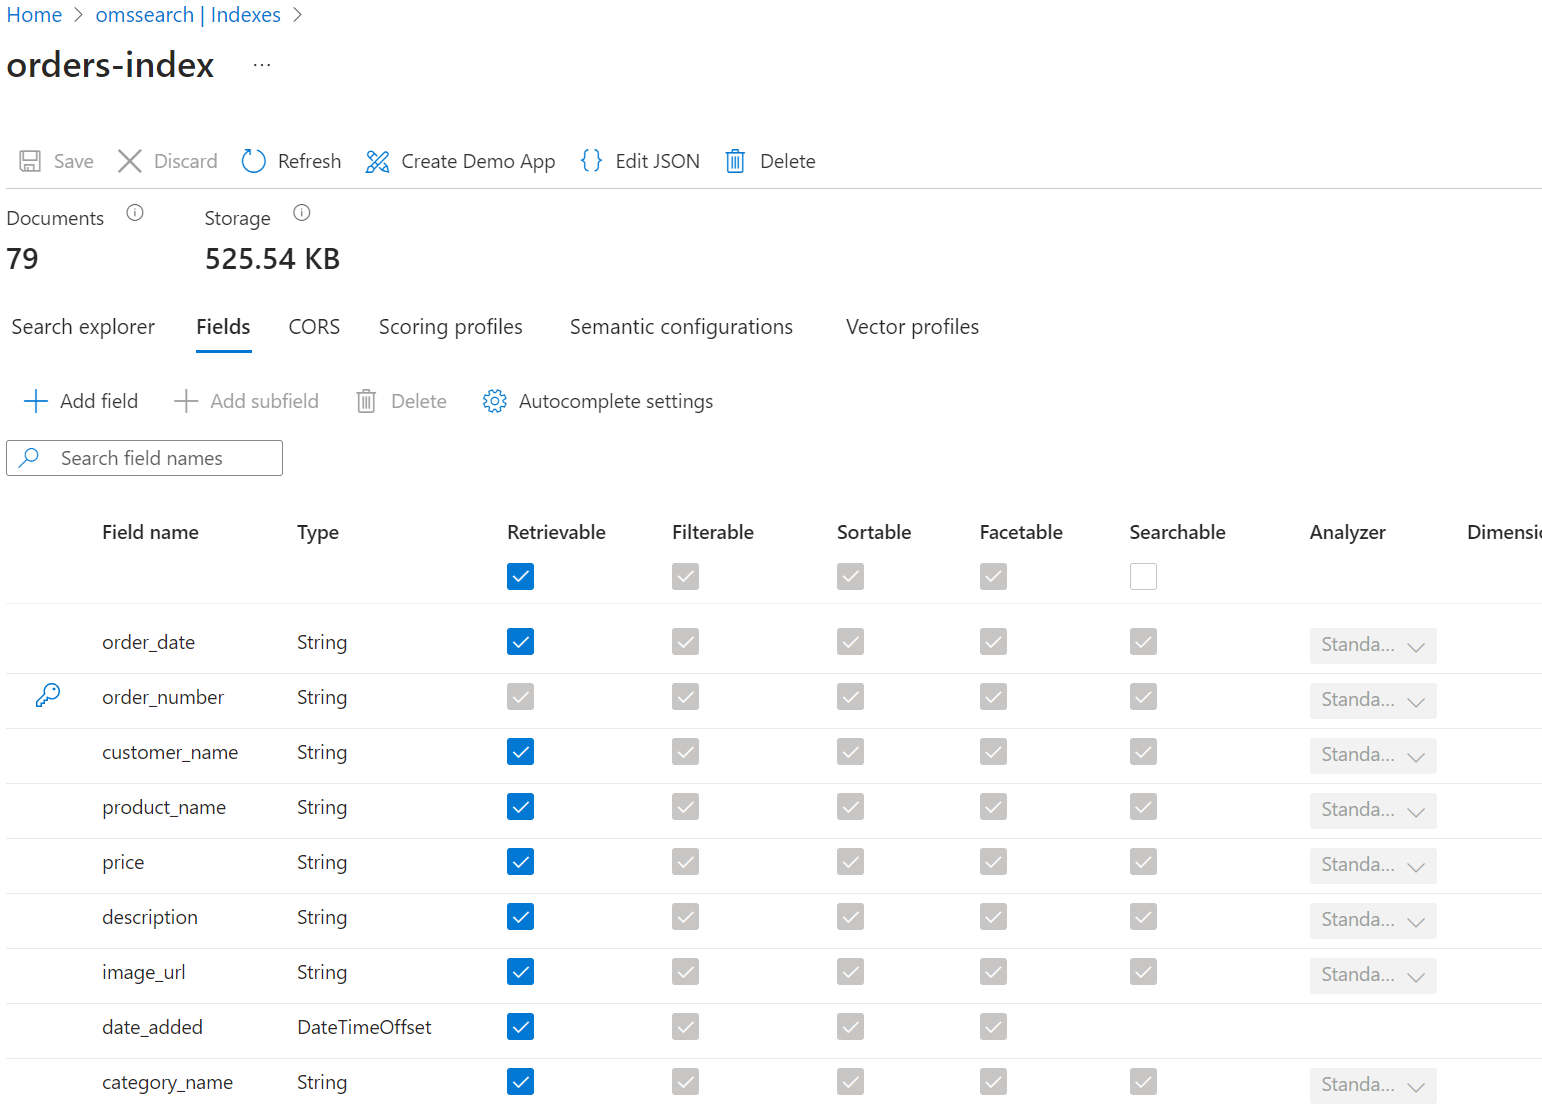 Home > omssearch | Indexes >
orders-index ...
Save Discard Refresh Create Demo App {} Edit JSON Delete
Documents Storage
79 525.54 KB
Search explorer Fields CORS Scoring profiles Semantic configurations Vector profiles
+ Add field + Add subfield Delete Autocomplete settings
Search field names
Field name Type Retrievable Filterable Sortable Facetable Searchable Analyzer Dimensio
order_date String Standa...
order_number String Standa...
customer_name String Standa...
product_name String Standa...
price String Standa...
description String Standa...
image_url String Standa...
date_added DateTimeOffset
category_name String Standa...